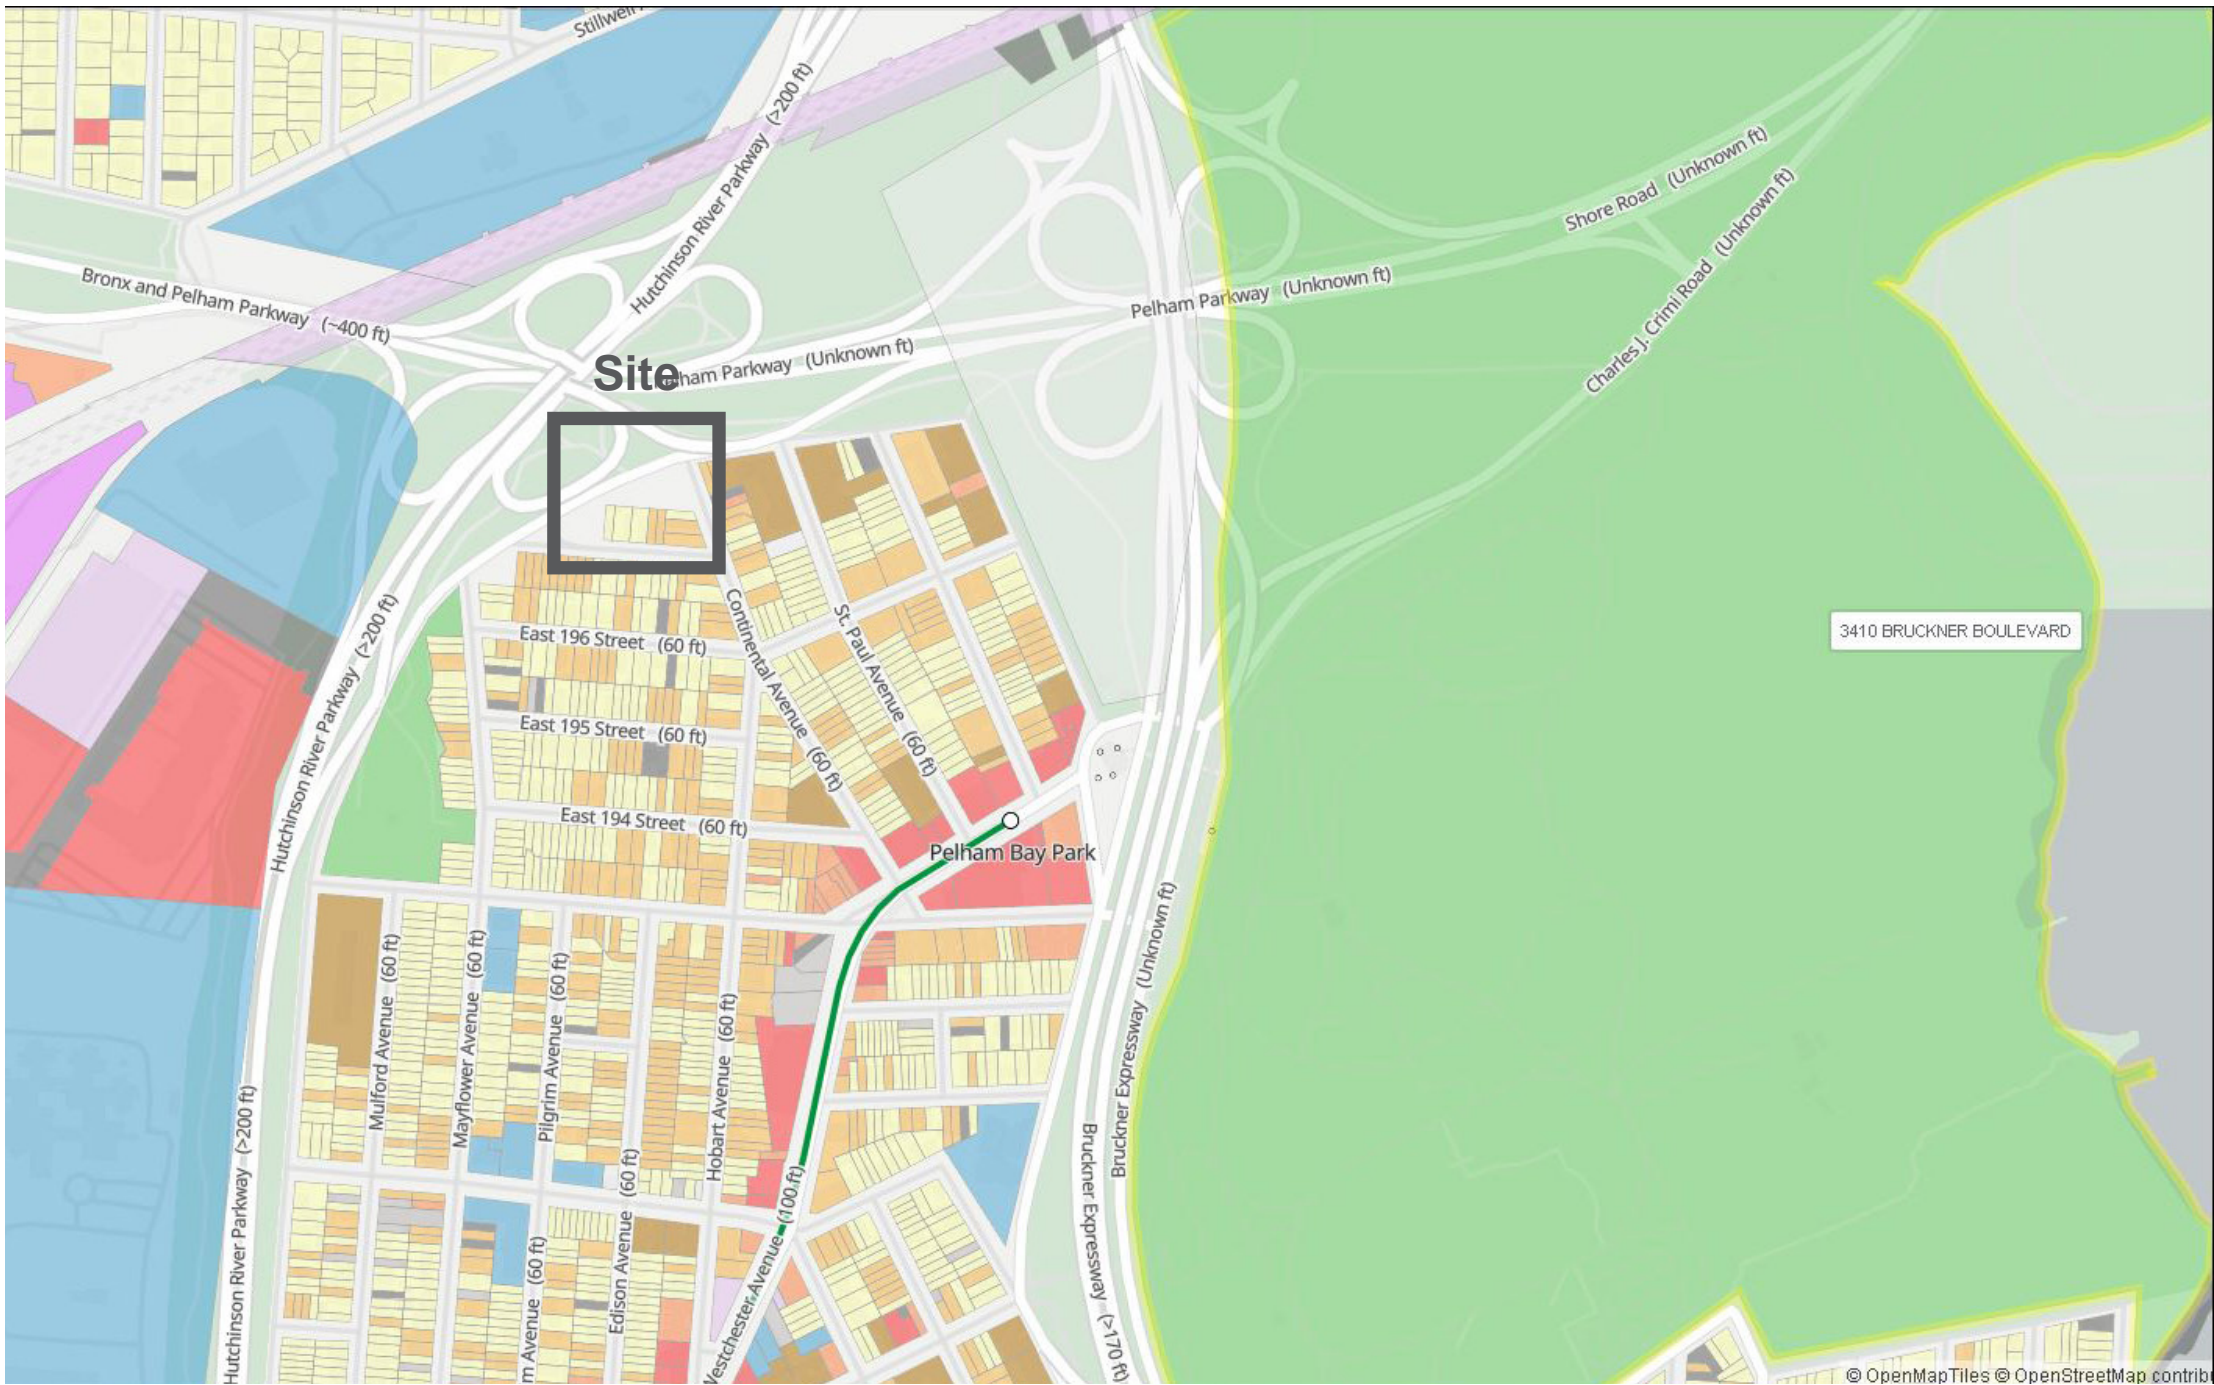 Stillwell
Hutchinson River Parkway (>200 ft)
Shore Road (Unknown ft)
Charles J. Crimi Road (Unknown ft)
Bronx and Pelham Parkway (~400 ft)
Pelham Parkway (Unknown ft)
Site
lham Parkway (Unknown ft)
3410 BRUCKNER BOULEVARD
Hutchinson River Parkway (>200 ft)
East 196 Street (60 ft)
Continental Avenue (60 ft)
St. Paul Avenue (60 ft)
East 195 Street (60 ft)
East 194 Street (60 ft)
Pelham Bay Park
Bruckner Expressway (Unknown ft)
Mulford Avenue (60 ft)
Mayflower Avenue (60 ft)
Pilgrim Avenue (60 ft)
Hobart Avenue (60 ft)
Hutchinson River Parkway (>200 ft)
Edison Avenue (60 ft)
m Avenue (60 ft)
Westchester Avenue (100 ft)
Bruckner Expressway (>170 ft)
© OpenMapTiles © OpenStreetMap contribu